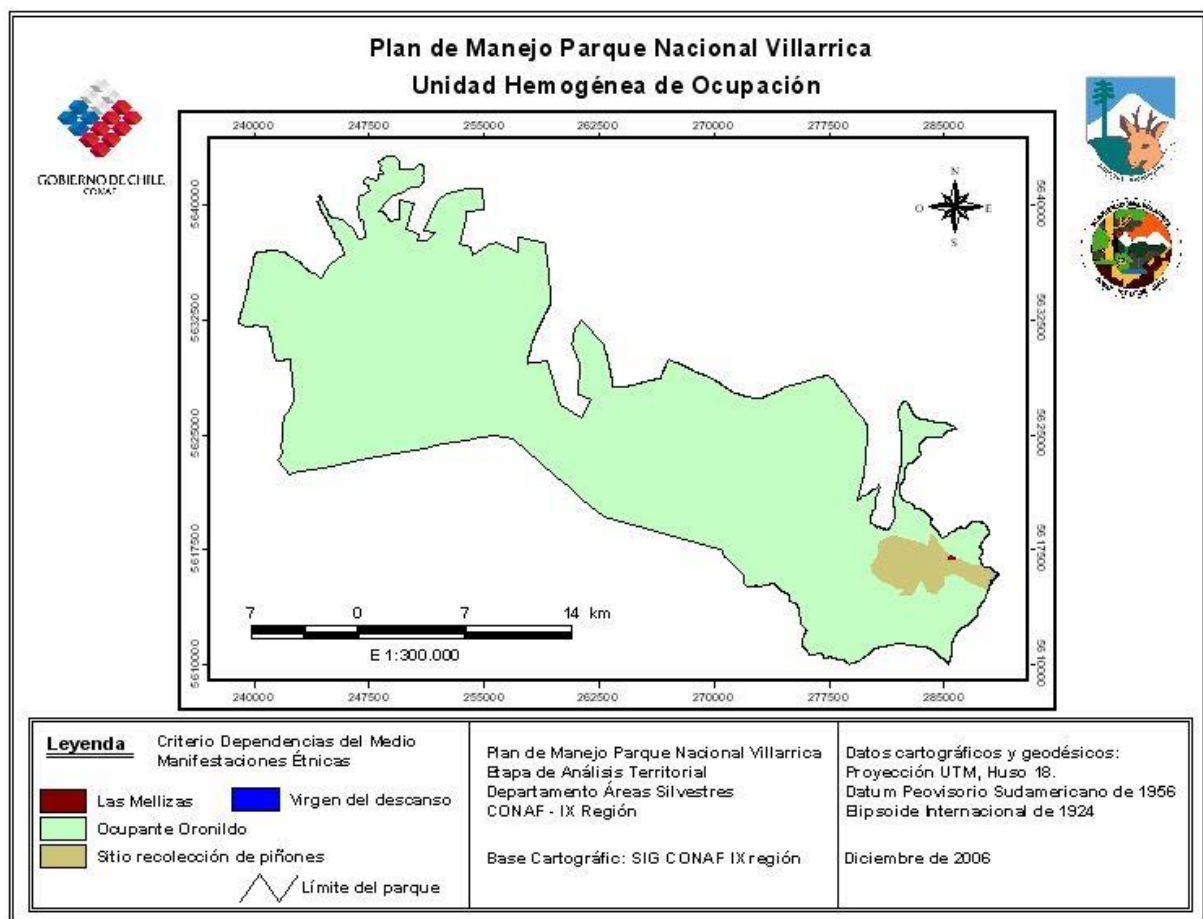 Plan de Manejo Parque Nacional Villarrica
Unidad Hemogénea de Ocupación
GOBIERNO DE CHILE
CONAF
240000 247500 255000 262500 270000 277500 285000
5640000 5640000
5632500 5632500
5625000 5625000
5617500 5617500
5610000 5610000
N
O E
S
7 0 7 14 km
E 1:300.000
240000 247500 255000 262500 270000 277500 285000
Leyenda
Criterio Dependencias del Medio
Manifestaciones Étnicas
Las Mellizas Virgen del descanso
Ocupante Oronildo
Sitio recolección de piñones
Límite del parque
Plan de Manejo Parque Nacional Villarrica
Etapa de Análisis Territorial
Departamento Áreas Silvestres
CONAF - IX Región
Base Cartográfic: SIG CONAF IX región
Datos cartográficos y geodésicos:
Proyección UTM, Huso 18.
Datum Peovisorio Sudamericano de 1956
Elipsoide Internacional de 1924
Diciembre de 2006